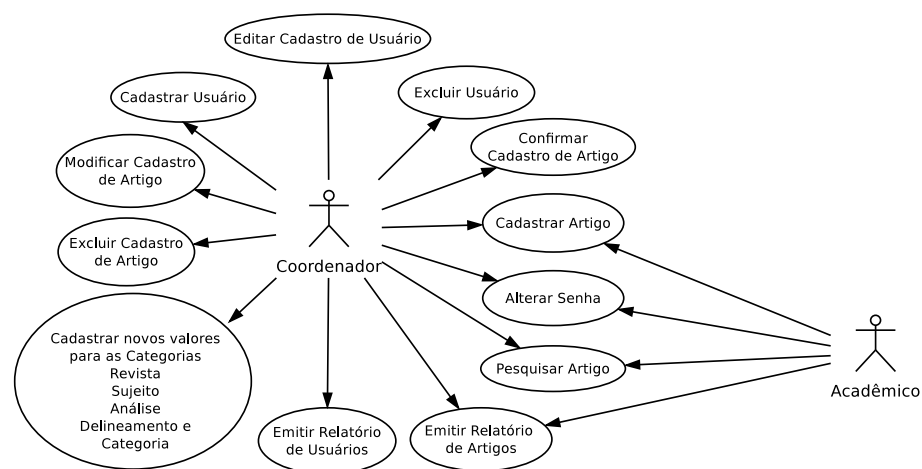 Editar Cadastro de Usuário
Cadastrar Usuário
Excluir Usuário
Confirmar
Cadastro de Artigo
Modificar Cadastro
de Artigo
Cadastrar Artigo
Excluir Cadastro
de Artigo
Coordenador
Alterar Senha
Cadastrar novos valores
para as Categorias
Revista
Sujeito
Análise
Delineamento e
Categoria
Pesquisar Artigo
Acadêmico
Emitir Relatório
de Usuários
Emitir Relatório
de Artigos